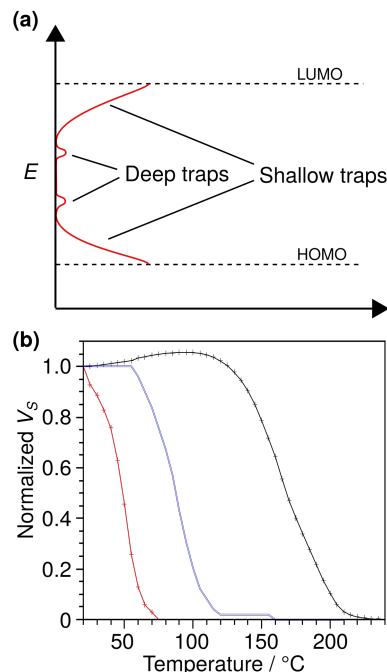 (a)
LUMO
E
Deep traps
Shallow traps
HOMO
(b)
Normalized Vs
1.0
0.8
0.6
0.4
0.2
0
50
100
150
200
Temperature / °C